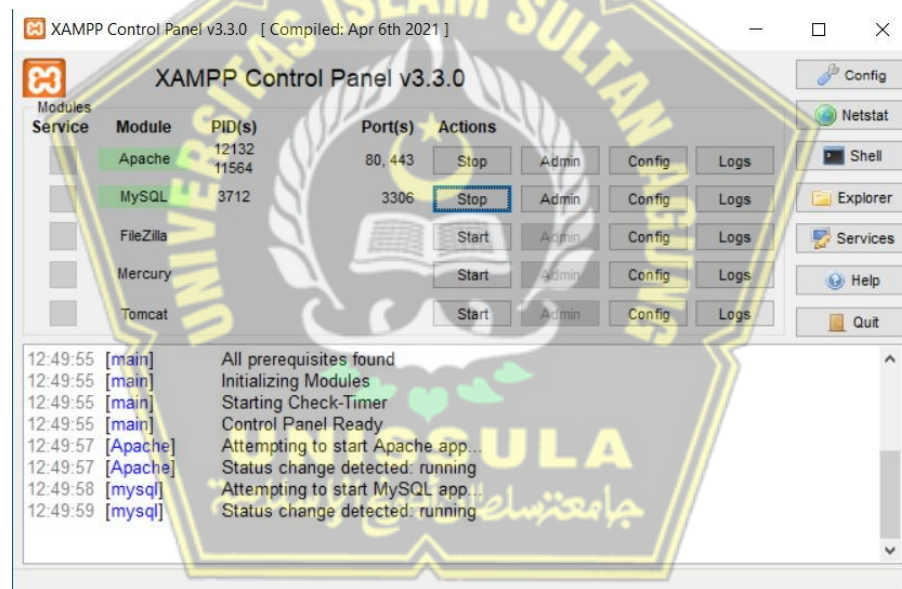 XAMPP Control Panel v3.3.0 [ Compiled: Apr 6th 2021 ]
XAMPP Control Panel v3.3.0
Config
Netstat
Shell
Explorer
Services
Help
Quit
Modules
Service Module PID(s) Port(s) Actions
Apache 12132 11564 80, 443 Stop Admin Config Logs
MySQL 3712 3306 Stop Admin Config Logs
FileZilla Start Admin Config Logs
Mercury Start Admin Config Logs
Tomcat Start Admin Config Logs
12:49:55 [main] All prerequisites found
12:49:55 [main] Initializing Modules
12:49:55 [main] Starting Check-Timer
12:49:55 [main] Control Panel Ready
12:49:57 [Apache] Attempting to start Apache app...
12:49:57 [Apache] Status change detected: running
12:49:58 [mysql] Attempting to start MySQL app...
12:49:59 [mysql] Status change detected: running
UNIVERSITAS ISLAM SULTAN AGUNG
UNISSULA
جامعتسلطان أجونج الإسلامية